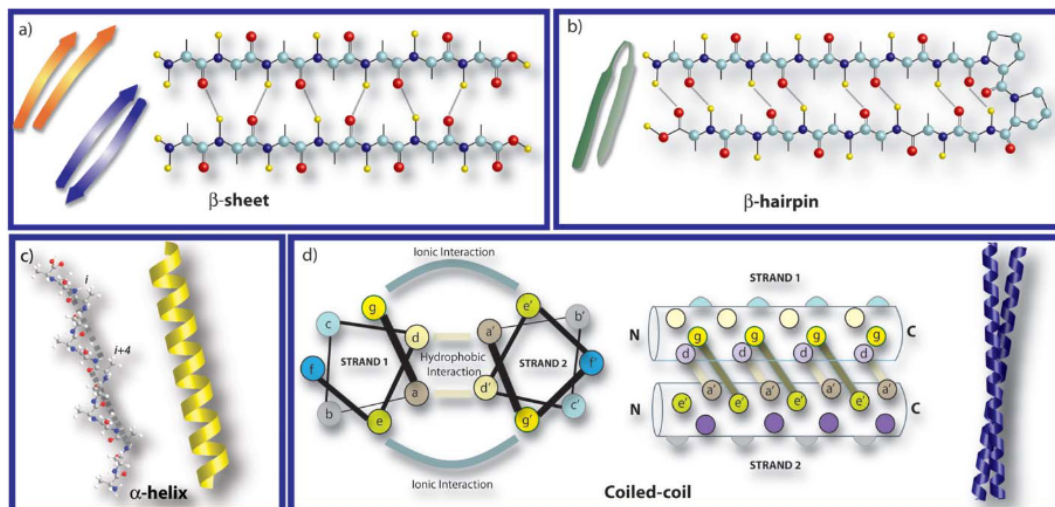 a)
β-sheet
b)
β-hairpin
c)
i
i+4
α-helix
d)
Ionic Interaction
g
e'
c
d
a'
b'
f
STRAND 1
Hydrophobic
Interaction
STRAND 2
f'
b
a
d'
c'
e
g'
Ionic Interaction
STRAND 1
N
g
g
g
g
C
d
d
d
d
N
a'
a'
a'
a'
C
e'
e'
e'
e'
STRAND 2
Coiled-coil